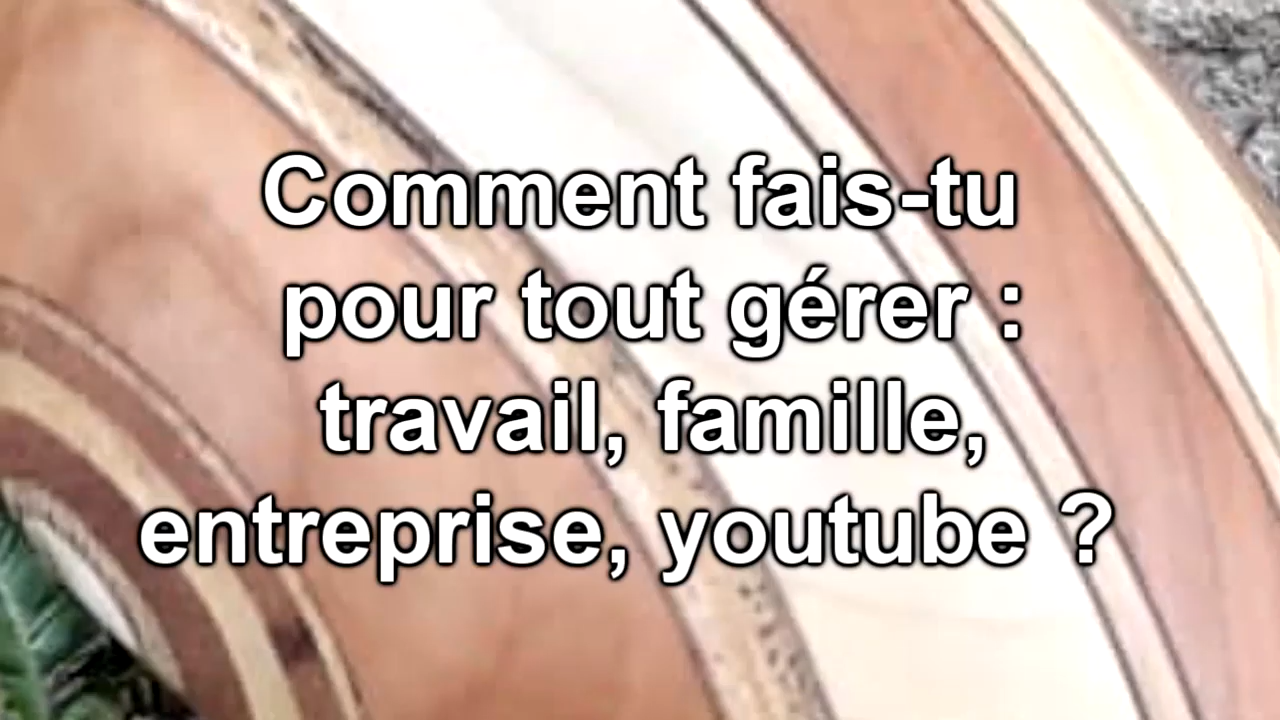 Comment fais-tu
pour tout gérer :
travail, famille,
entreprise, youtube ?